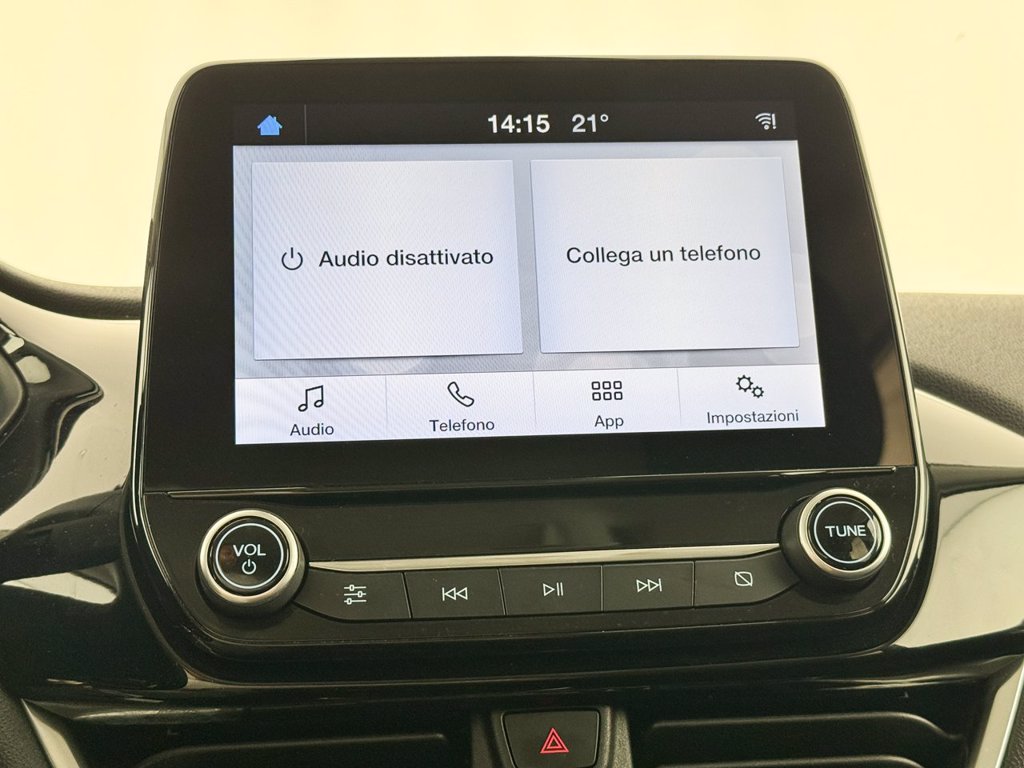 14:15 21°
Audio disattivato
Collega un telefono
Audio
Telefono
App
Impostazioni
VOL
TUNE